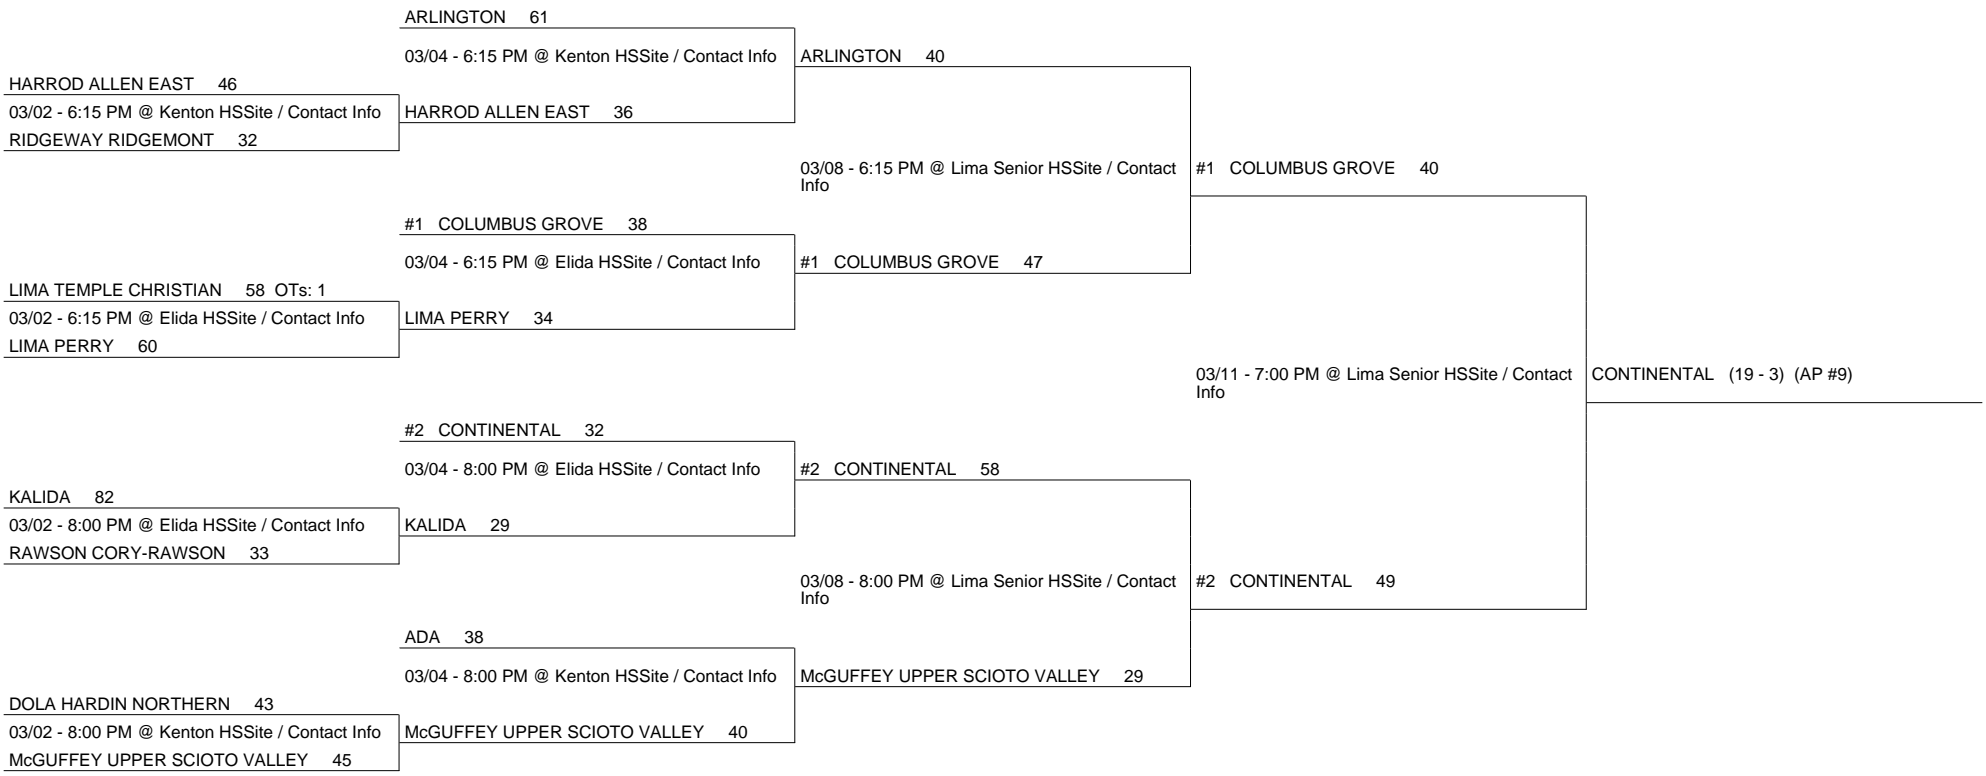 ARLINGTON 61
03/04 - 6:15 PM @ Kenton HSSite / Contact Info
ARLINGTON 40
HARROD ALLEN EAST 46
03/02 - 6:15 PM @ Kenton HSSite / Contact Info
HARROD ALLEN EAST 36
RIDGEWAY RIDGEMONT 32
03/08 - 6:15 PM @ Lima Senior HSSite / Contact
Info
#1 COLUMBUS GROVE 40
#1 COLUMBUS GROVE 38
03/04 - 6:15 PM @ Elida HSSite / Contact Info
#1 COLUMBUS GROVE 47
LIMA TEMPLE CHRISTIAN 58 OTs: 1
03/02 - 6:15 PM @ Elida HSSite / Contact Info
LIMA PERRY 34
LIMA PERRY 60
03/11 - 7:00 PM @ Lima Senior HSSite / Contact
Info
CONTINENTAL (19 - 3) (AP #9)
#2 CONTINENTAL 32
03/04 - 8:00 PM @ Elida HSSite / Contact Info
#2 CONTINENTAL 58
KALIDA 82
03/02 - 8:00 PM @ Elida HSSite / Contact Info
KALIDA 29
RAWSON CORY-RAWSON 33
03/08 - 8:00 PM @ Lima Senior HSSite / Contact
Info
#2 CONTINENTAL 49
ADA 38
03/04 - 8:00 PM @ Kenton HSSite / Contact Info
McGUFFEY UPPER SCIOTO VALLEY 29
DOLA HARDIN NORTHERN 43
03/02 - 8:00 PM @ Kenton HSSite / Contact Info
McGUFFEY UPPER SCIOTO VALLEY 40
McGUFFEY UPPER SCIOTO VALLEY 45